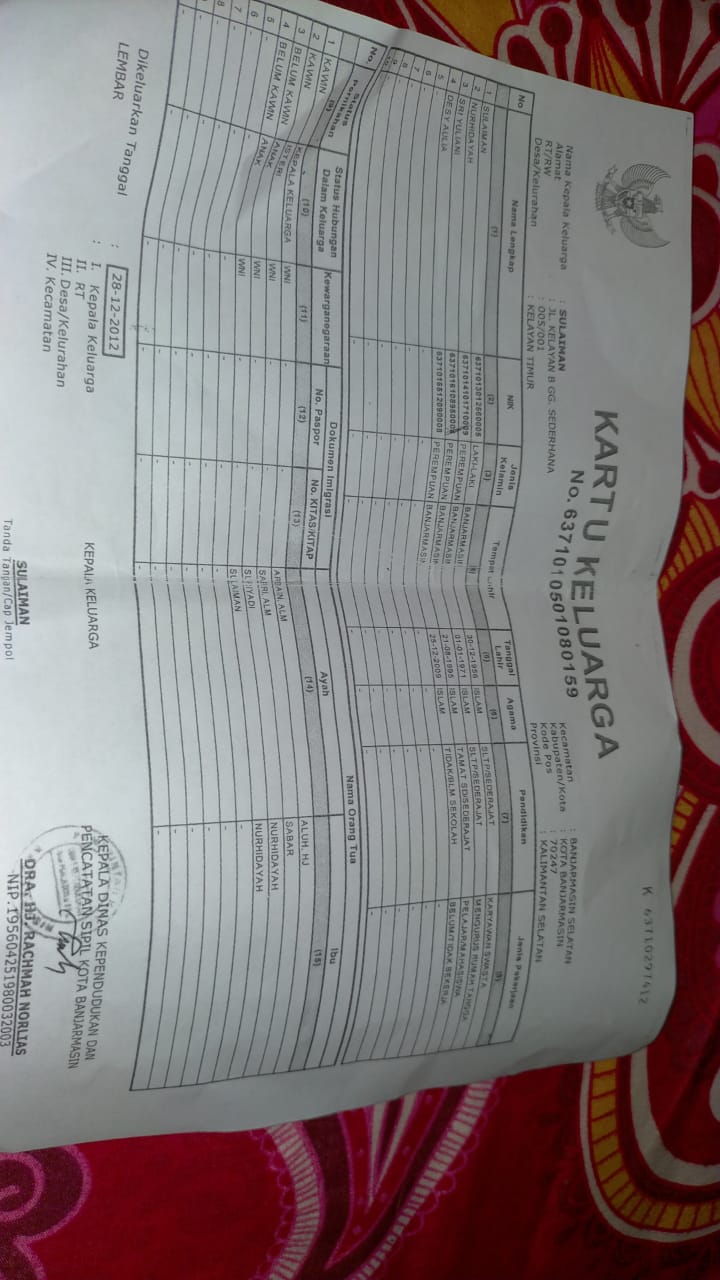 K 63710297412
KARTU KELUARGA
No. 6371010501080159
Nama Kepala Keluarga : SULAIMAN
Alamat : JL. KELAYAN B GG. SEDERHANA
RT/RW : 005/001
Desa/Kelurahan : KELAYAN TIMUR
Kecamatan : BANJARMASIN SELATAN
Kabupaten/Kota : KOTA BANJARMASIN
Kode Pos : 70247
Provinsi : KALIMANTAN SELATAN
No Nama Lengkap NIK Jenis Kelamin Tempat Lahir Tanggal Lahir Agama Pendidikan Jenis Pekerjaan
(1) (2) (3) (4) (5) (6) (7) (8)
1 SULAIMAN LAKI-LAKI BANJARMASIN 30-12-1956 ISLAM SLTP/SEDERAJAT KARYAWAN SWASTA
2 NURHIDAYAH PEREMPUAN BANJARMASIN 01-01-1971 ISLAM SLTP/SEDERAJAT MENGURUS RUMAH TANGGA
3 SRI YULIANI PEREMPUAN BANJARMASIN 21-08-1995 ISLAM TAMAT SD/SEDERAJAT PELAJAR/MAHASISWA
4 DESY AULIA PEREMPUAN BANJARMASIN 25-12-2009 ISLAM TIDAK/BLM SEKOLAH BELUM/TIDAK BEKERJA
5 - - - - - - - -
6 - - - - - - - -
7 - - - - - - - -
8 - - - - - - - -
No. Status Pernikahan Status Hubungan Dalam Keluarga Kewarganegaraan Dokumen Imigrasi Nama Orang Tua
No. Paspor No. KITAS/KITAP Ayah Ibu
(9) (10) (11) (12) (13) (14) (15)
1 KAWIN KEPALA KELUARGA WNI - - ARBAIN, ALM ALUH, HJ
2 KAWIN ISTERI WNI - - SABRI, ALM SABAR
3 BELUM KAWIN ANAK WNI - - NURHIDAYAH
4 BELUM KAWIN ANAK WNI - - SULAIMAN NURHIDAYAH
5 - - - - - - -
6 - - - - - - -
7 - - - - - - -
8 - - - - - - -
Dikeluarkan Tanggal : 28-12-2012
LEMBAR : I. Kepala Keluarga
II. RT
III. Desa/Kelurahan
IV. Kecamatan
KEPALA KELUARGA
SULAIMAN
Tanda Tangan/Cap Jempol
KEPALA DINAS KEPENDUDUKAN DAN
PENCATATAN SIPIL KOTA BANJARMASIN
DRA. HJ. RACHMAH NORLIAS
NIP.195604251980032003